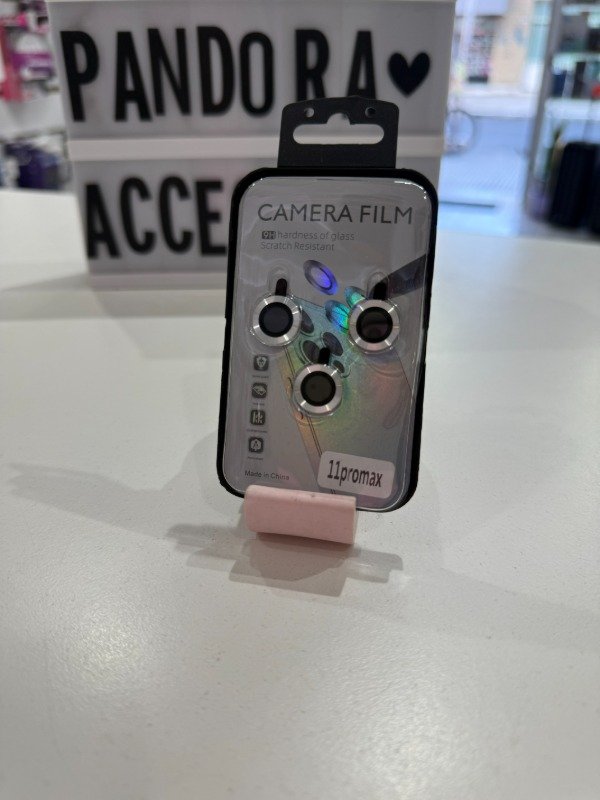 PANDORA♥
ACCE
CAMERA FILM
9H hardness of glass
Scratch Resistant
Made in China
11promax